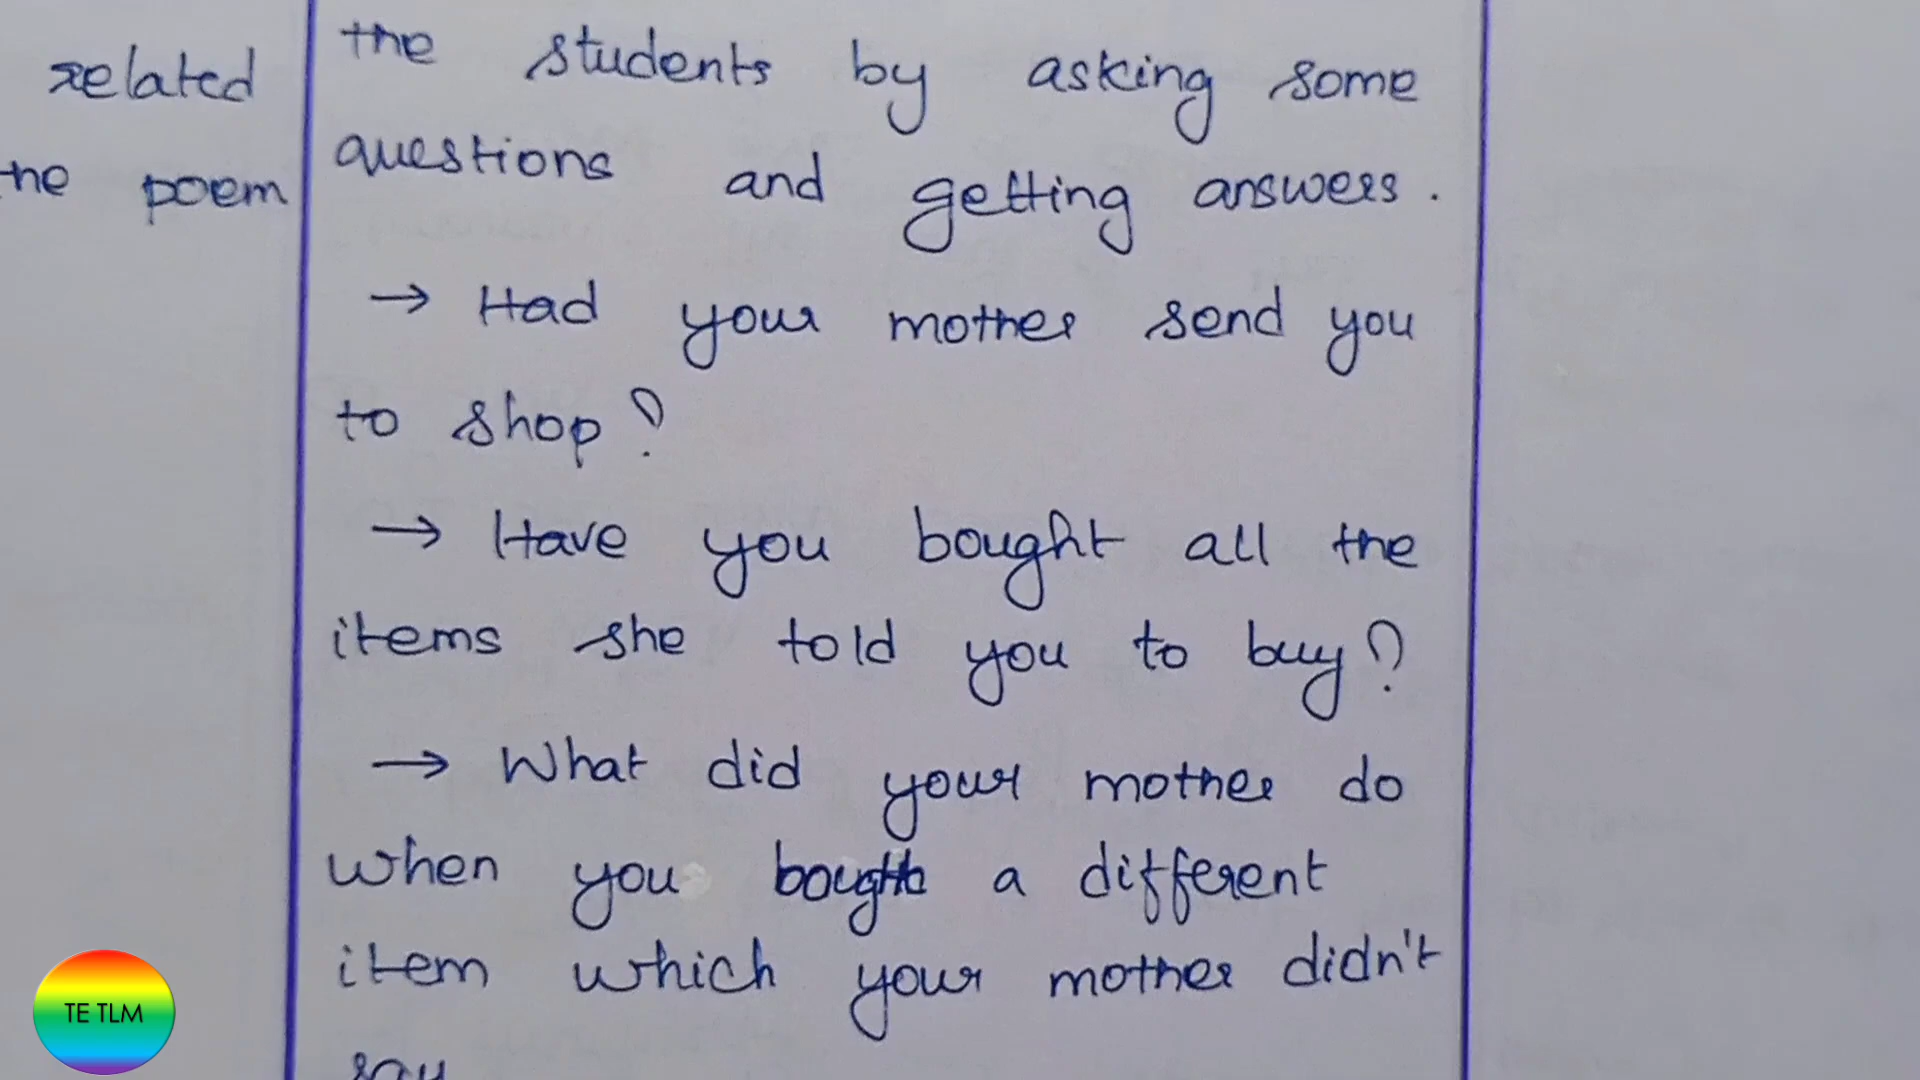 related
the poem
the students by asking some
questions and getting answers.
→ Had your mother send you
to shop?
→ Have you bought all the
items she told you to buy?
→ What did your mother do
when you bought a different
item which your mother didn't
say
TE TLM